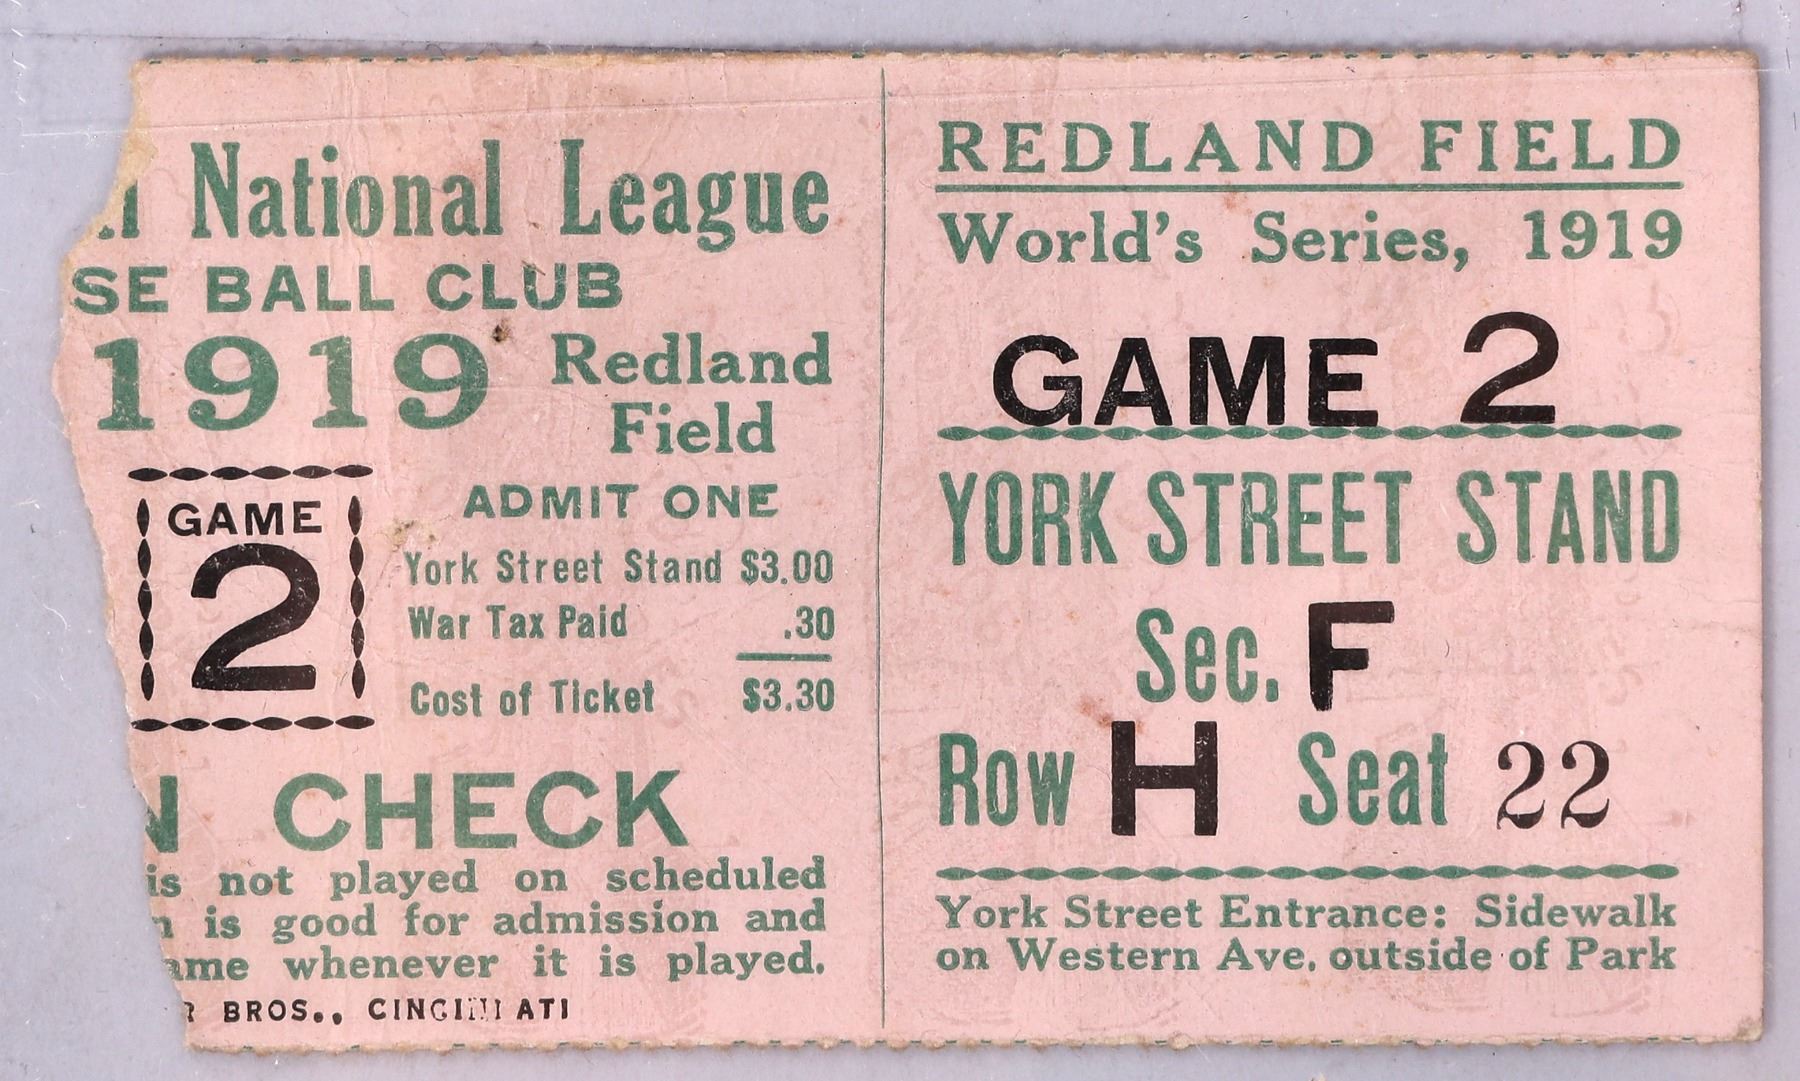 National League
SE BALL CLUB
1919 Redland
Field
GAME
2
ADMIT ONE
York Street Stand $3.00
War Tax Paid .30
Cost of Ticket $3.30
N CHECK
is not played on scheduled
n is good for admission and
ame whenever it is played.
R BROS., CINCINNATI
REDLAND FIELD
World's Series, 1919
GAME 2
YORK STREET STAND
Sec. F
Row H Seat 22
York Street Entrance: Sidewalk
on Western Ave. outside of Park